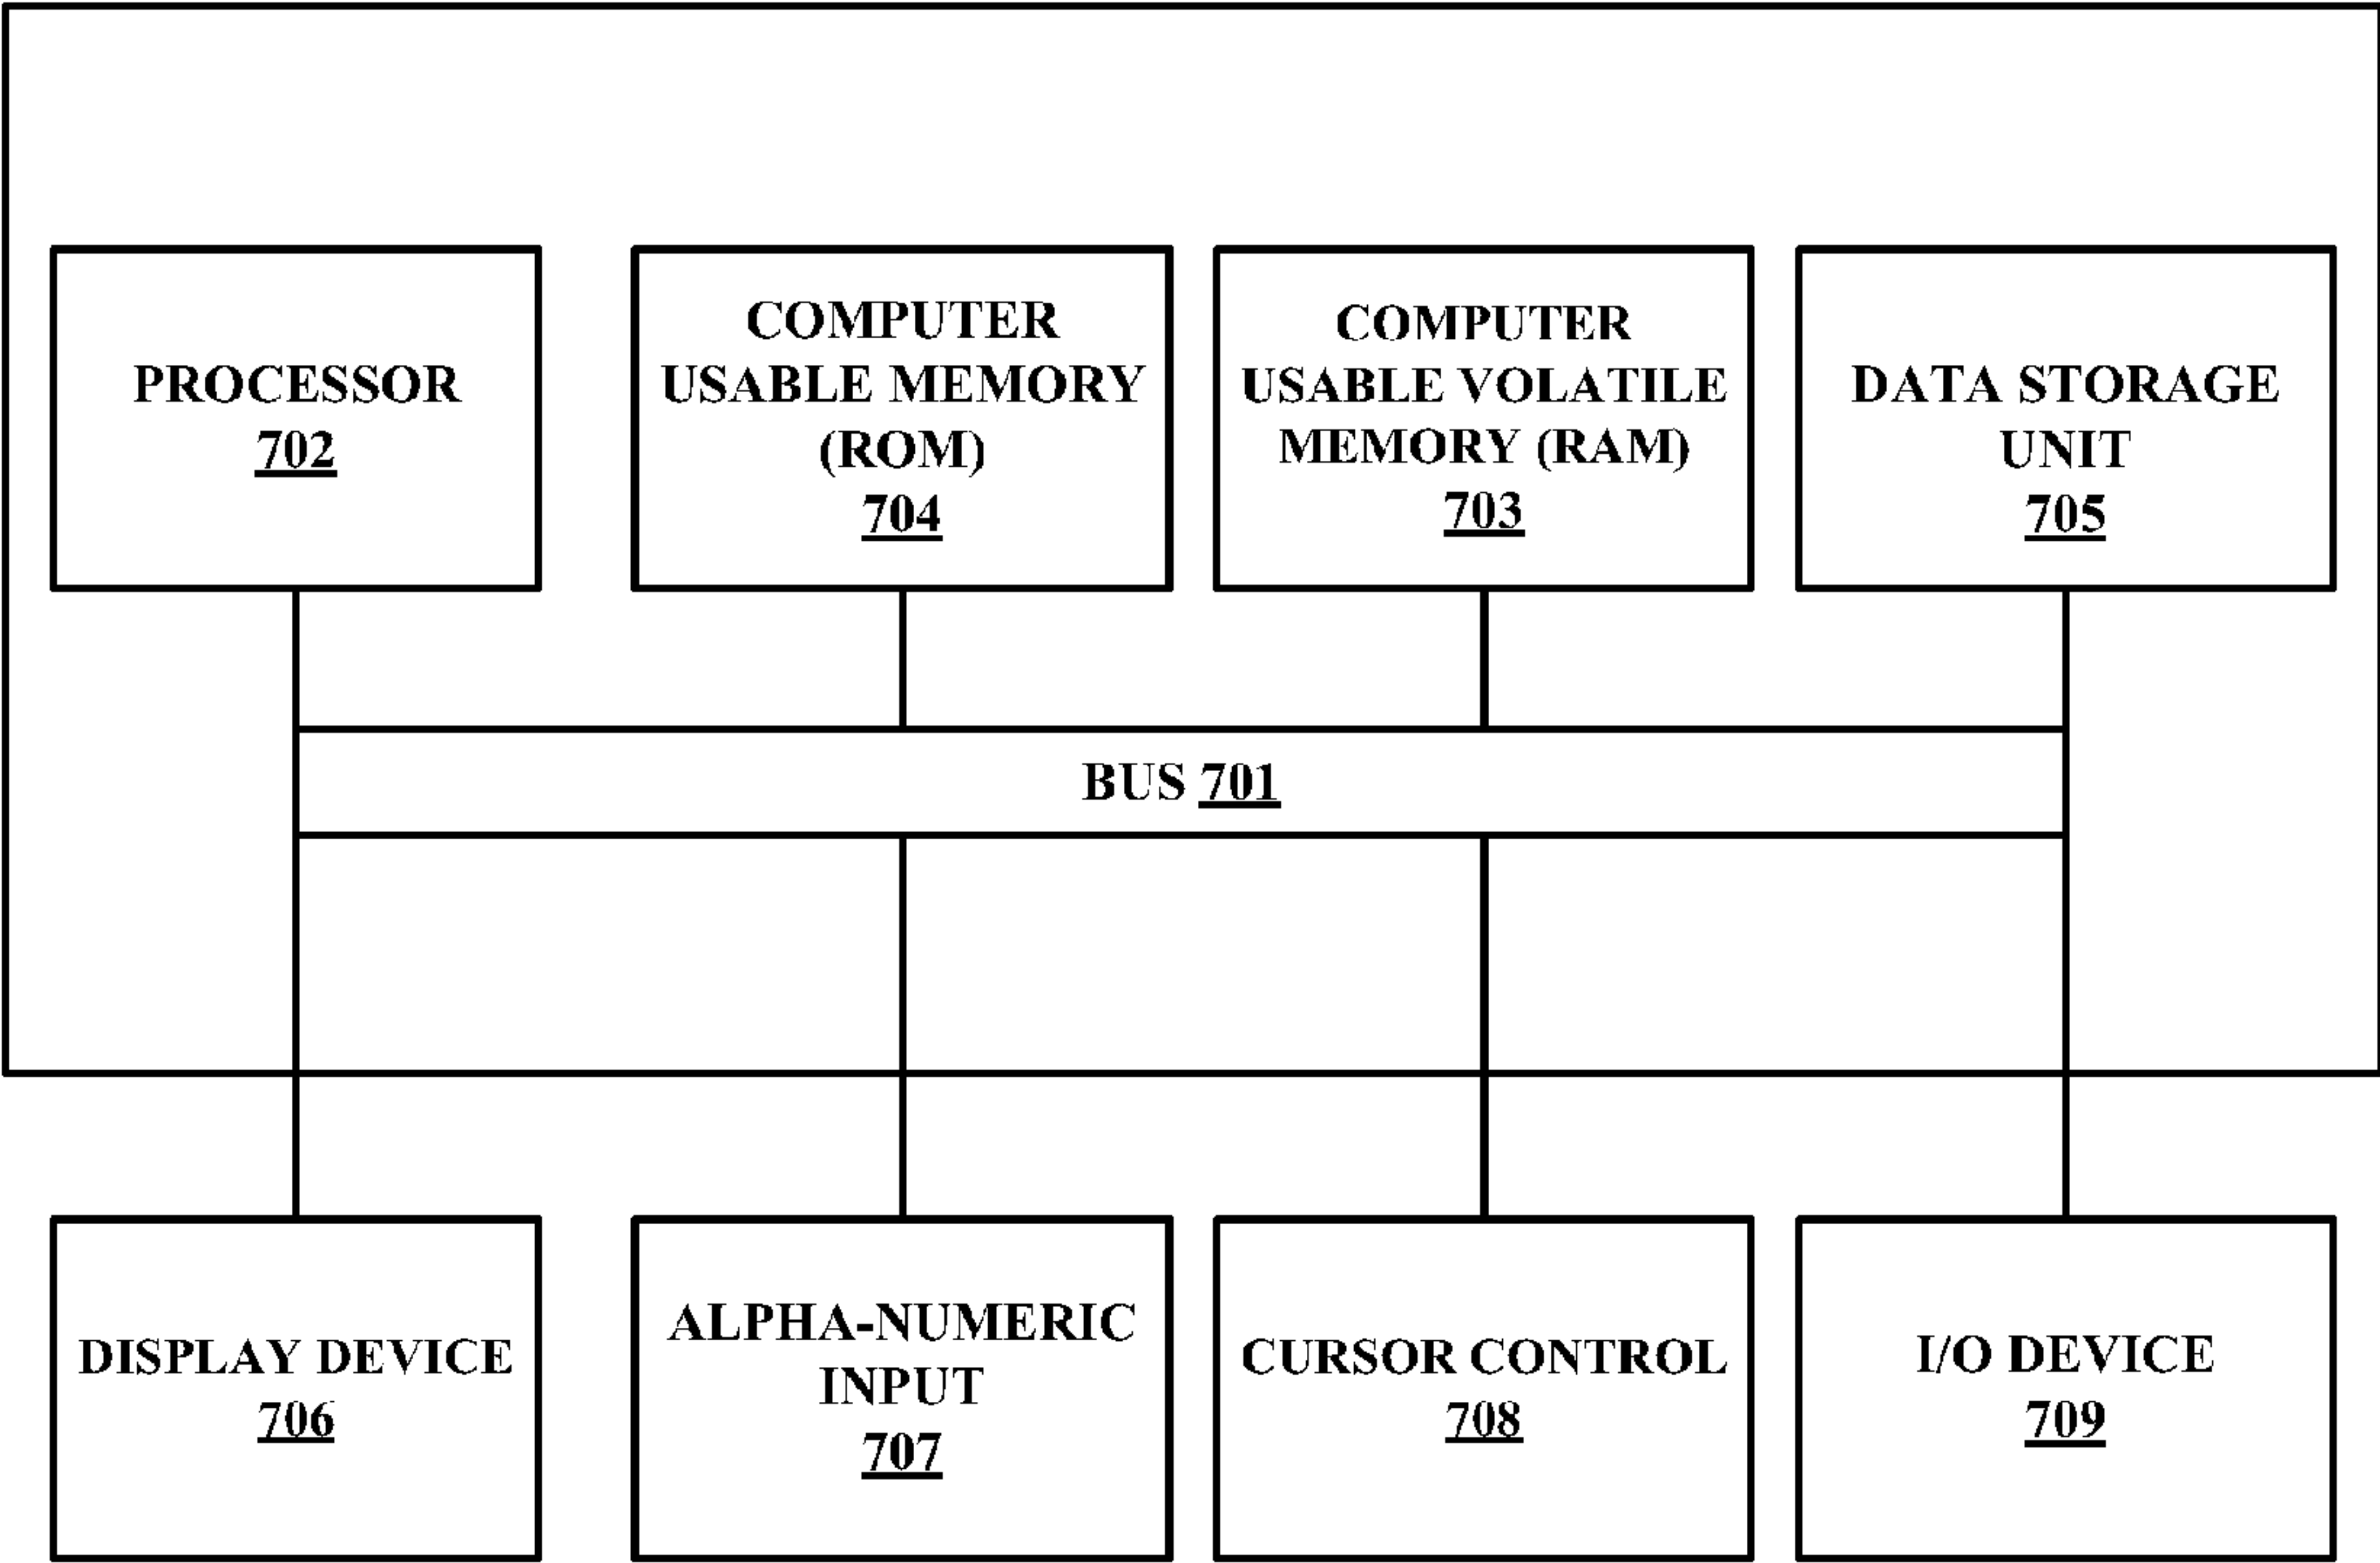 PROCESSOR
702
COMPUTER
USABLE MEMORY
(ROM)
704
COMPUTER
USABLE VOLATILE
MEMORY (RAM)
703
DATA STORAGE
UNIT
705
BUS 701
DISPLAY DEVICE
706
ALPHA-NUMERIC
INPUT
707
CURSOR CONTROL
708
I/O DEVICE
709